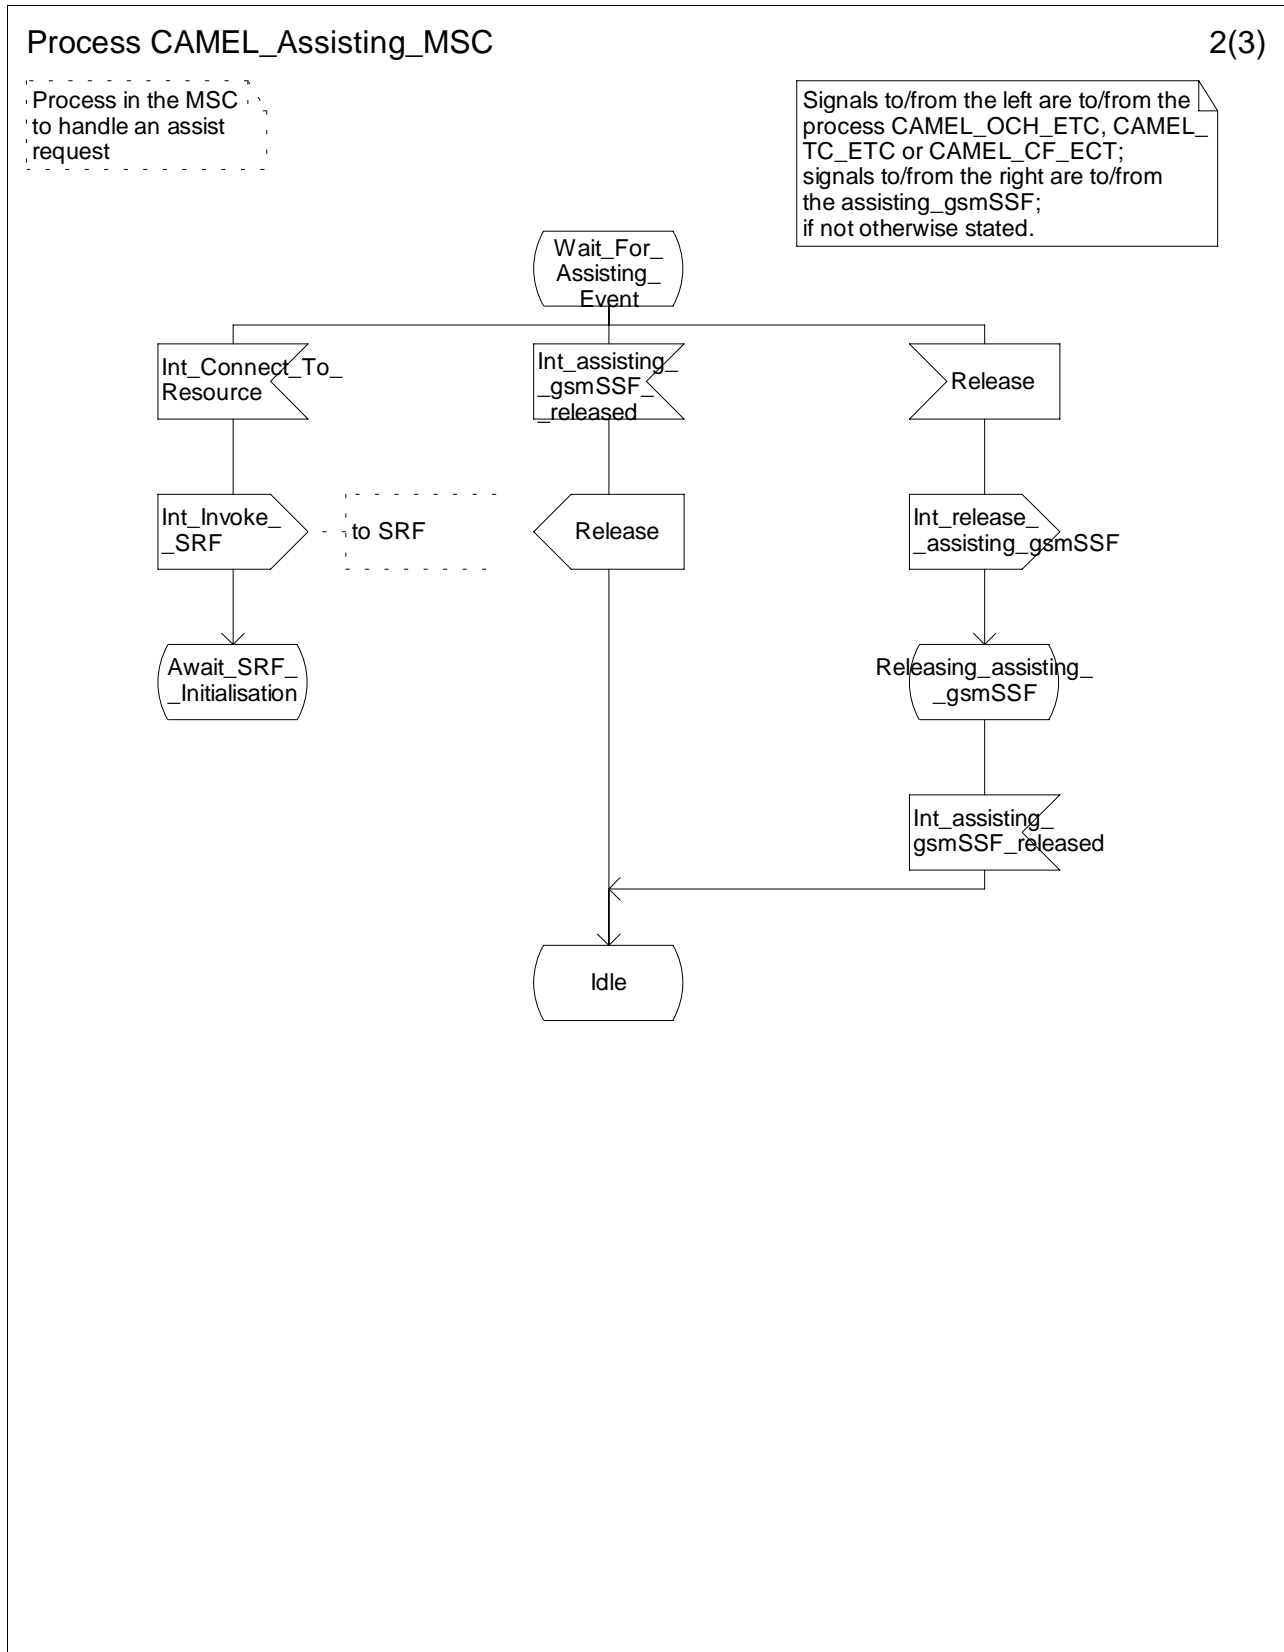 Process CAMEL_Assisting_MSC
2(3)
Process in the MSC
to handle an assist
request
Signals to/from the left are to/from the
process CAMEL_OCH_ETC, CAMEL_
TC_ETC or CAMEL_CF_ECT;
signals to/from the right are to/from
the assisting_gsmSSF;
if not otherwise stated.
Wait_For_
Assisting_
Event
Int_Connect_To_
Resource
Int_assisting_
_gsmSSF_
_released
Release
Int_Invoke_
_SRF
to SRF
Release
Int_release_
_assisting_gsmSSF
Await_SRF_
_Initialisation
Releasing_assisting_
_gsmSSF
Int_assisting_
gsmSSF_released
Idle